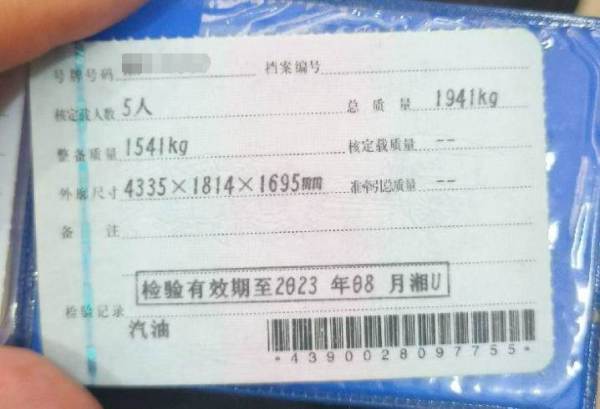 号牌号码 档案编号
核定载人数 5人 总质量 1941kg
整备质量 1541kg 核定载质量 --
外廓尺寸 4335×1814×1695mm 准牵引总质量 --
备注
检验有效期至2023年08月湘U
检验记录
汽油
*4390028097755*